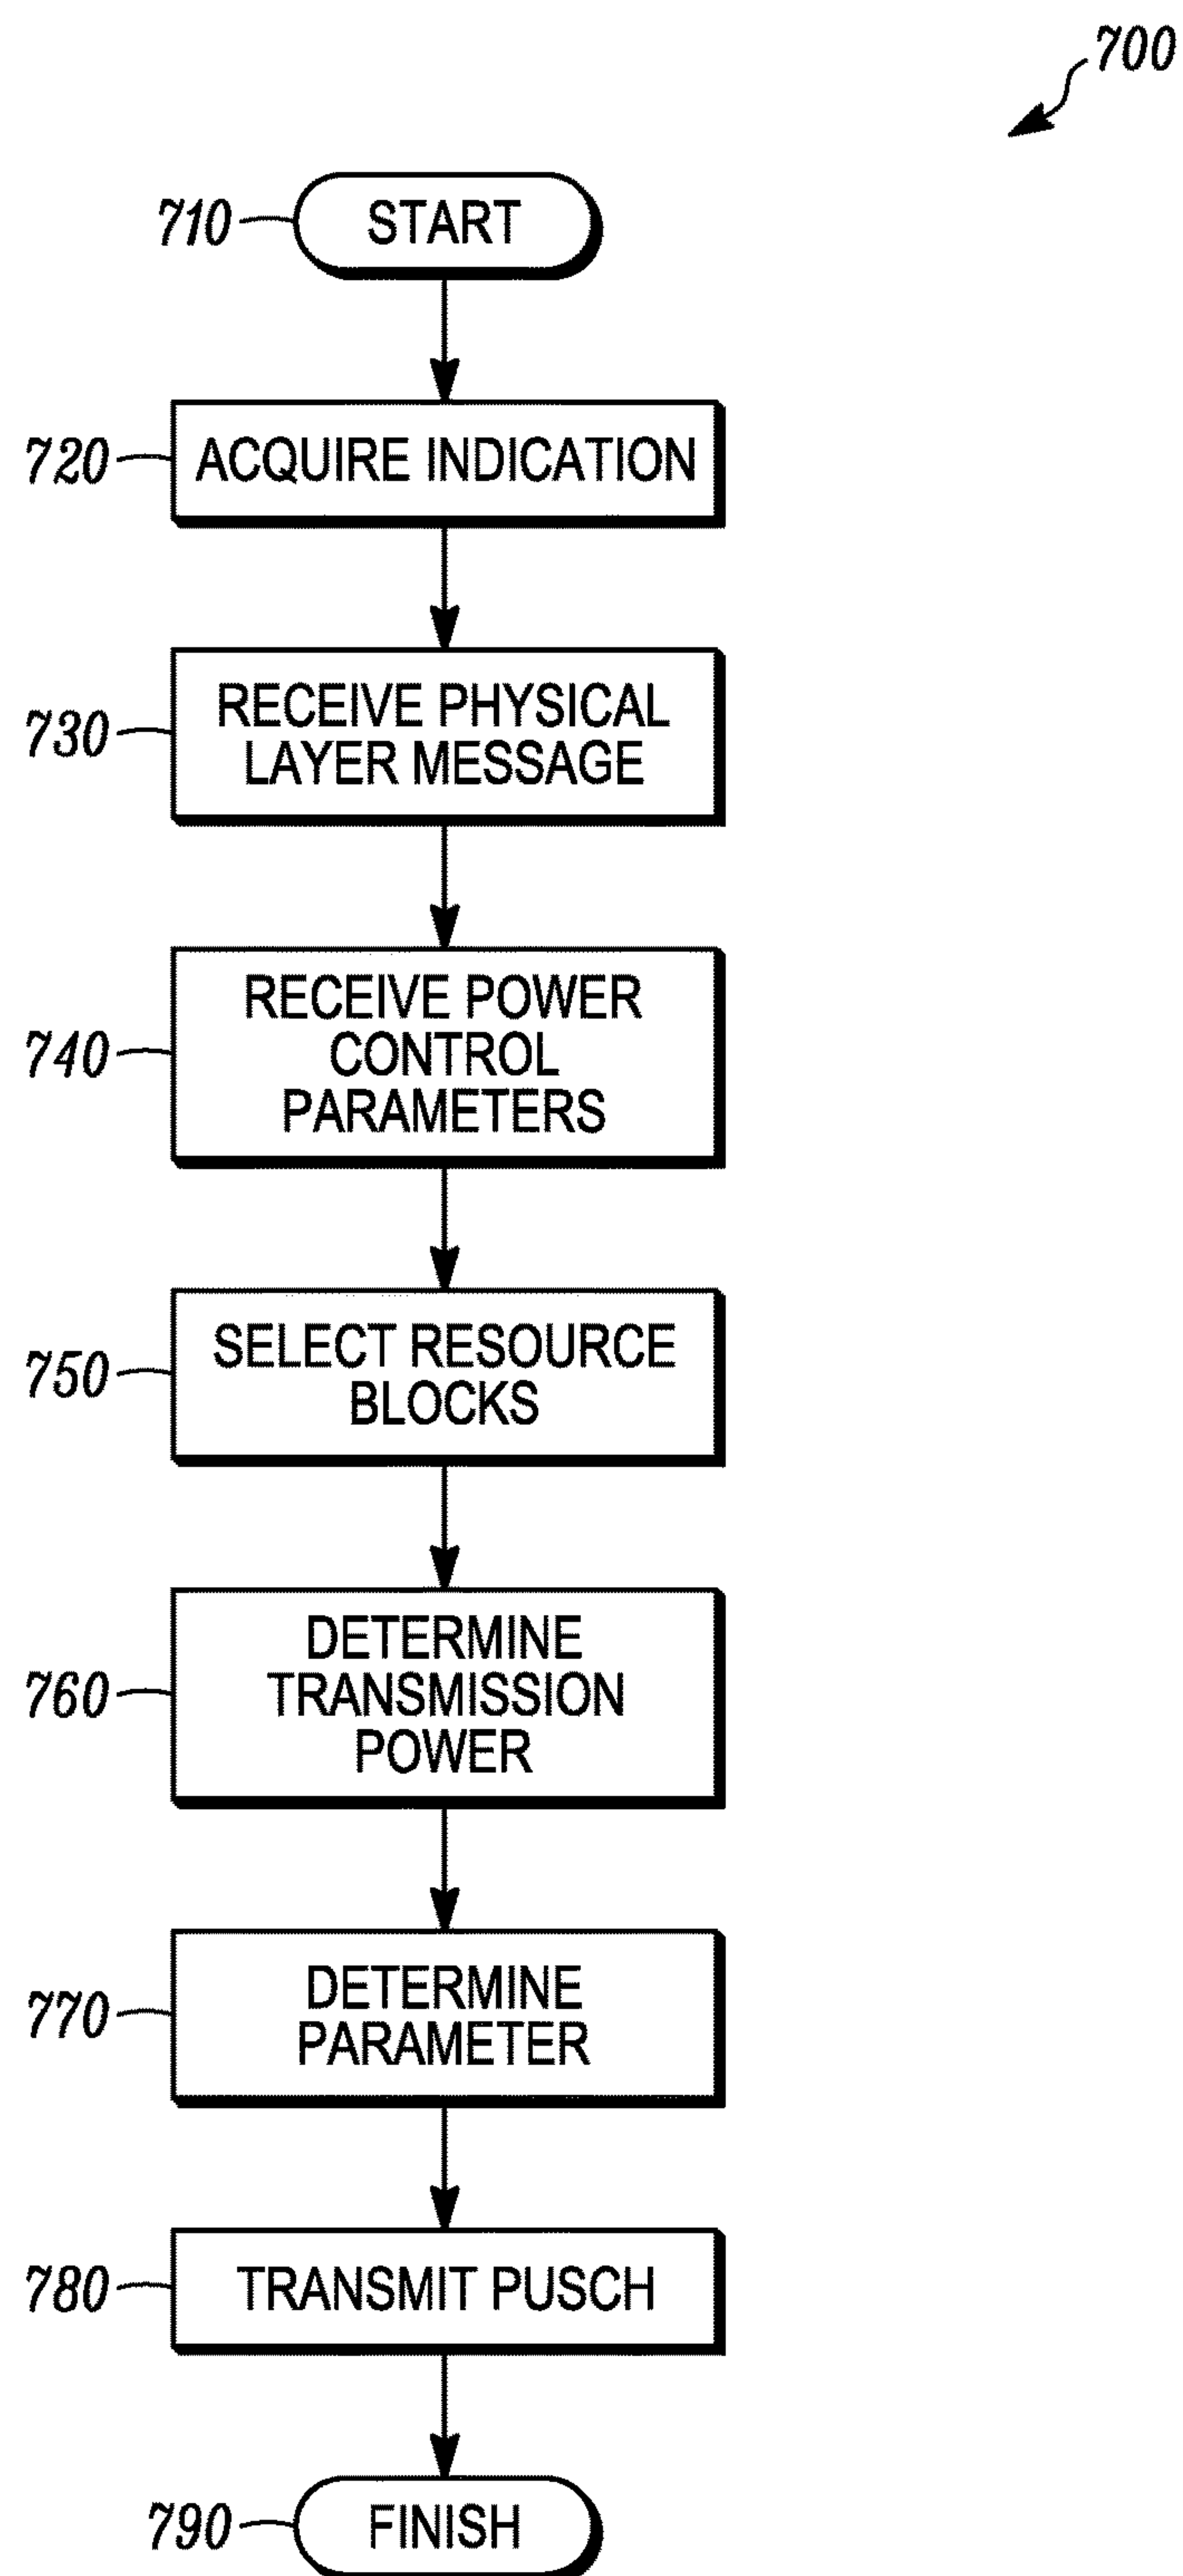 700
710
START
720
ACQUIRE INDICATION
730
RECEIVE PHYSICAL
LAYER MESSAGE
740
RECEIVE POWER
CONTROL
PARAMETERS
750
SELECT RESOURCE
BLOCKS
760
DETERMINE
TRANSMISSION
POWER
770
DETERMINE
PARAMETER
780
TRANSMIT PUSCH
790
FINISH